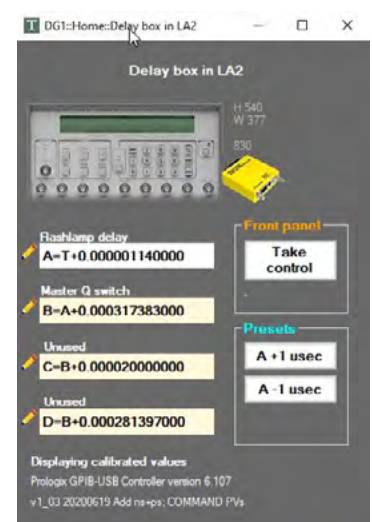 T DG1::Home::Delay box in LA2
Delay box in LA2
H 540
W 377
830
Flashlamp delay
A=T+0.000001140000
Master Q switch
B=A+0.000317383000
Unused
C=B+0.000020000000
Unused
D=B+0.000281397000
Front panel
Take
control
-
Presets
A +1 usec
A -1 usec
Displaying calibrated values
Prologix GPIB-USB Controller version 6.107
v1_03 20200619 Add ns+ps; COMMAND PVs